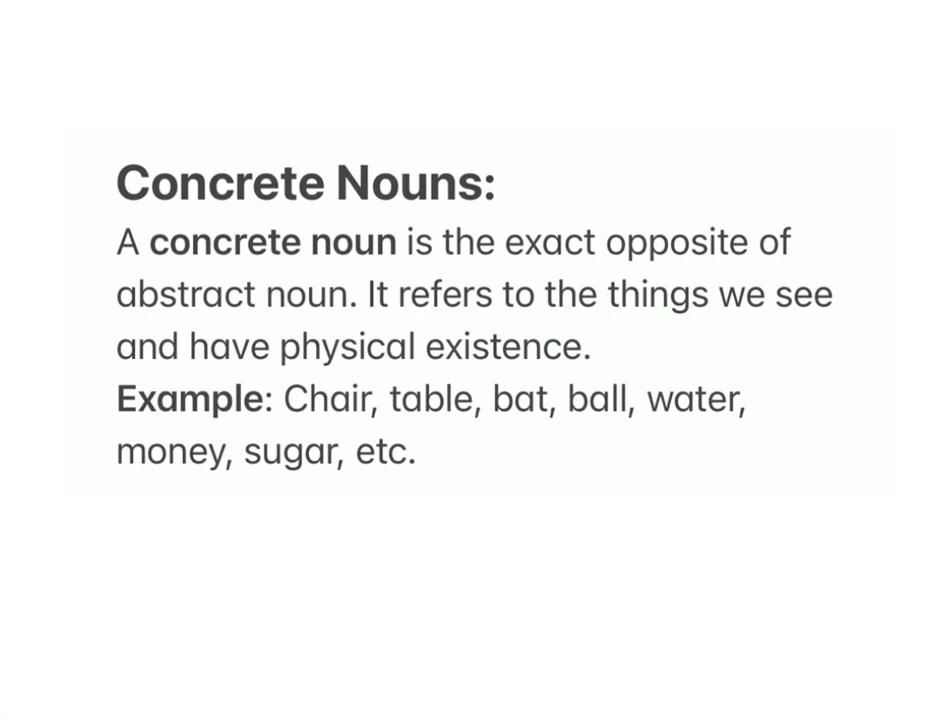 Concrete Nouns:
A concrete noun is the exact opposite of
abstract noun. It refers to the things we see
and have physical existence.
Example: Chair, table, bat, ball, water,
money, sugar, etc.